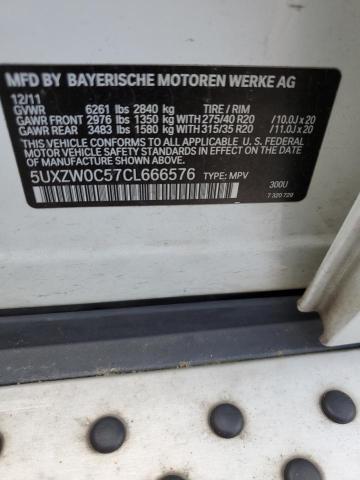 MFD BY BAYERISCHE MOTOREN WERKE AG
12/11
GVWR 6261 lbs 2840 kg TIRE / RIM
GAWR FRONT 2976 lbs 1350 kg WITH 275/40 R20 /10.0J x 20
GAWR REAR 3483 lbs 1580 kg WITH 315/35 R20 /11.0J x 20
THIS VEHICLE CONFORMS TO ALL APPLICABLE U.S. FEDERAL
MOTOR VEHICLE SAFETY STANDARDS IN EFFECT ON THE DATE
OF MANUFACTURE SHOWN ABOVE.
5UXZW0C57CL666576 TYPE: MPV
300U
7 320 729